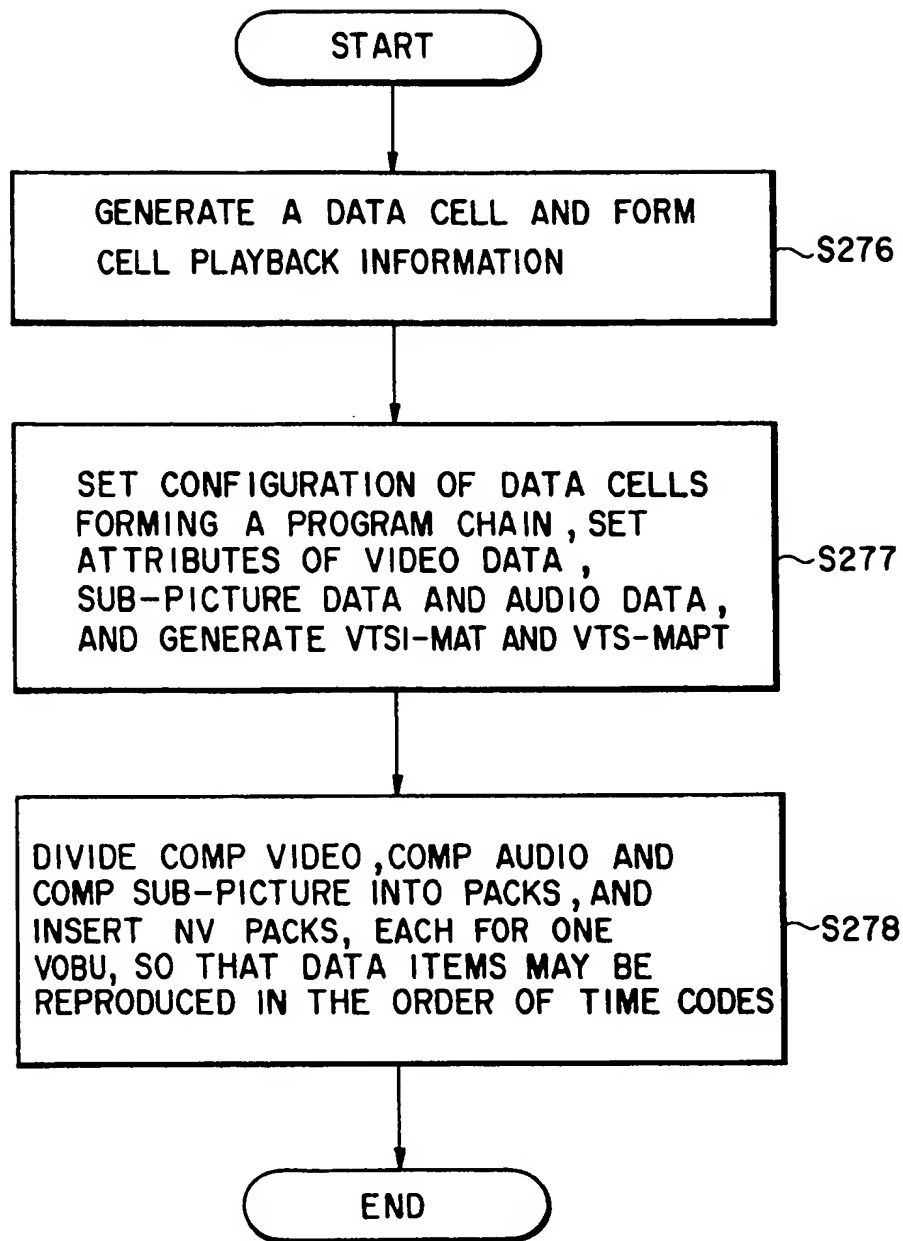 START
GENERATE A DATA CELL AND FORM
CELL PLAYBACK INFORMATION
S276
SET CONFIGURATION OF DATA CELLS
FORMING A PROGRAM CHAIN, SET
ATTRIBUTES OF VIDEO DATA,
SUB-PICTURE DATA AND AUDIO DATA,
AND GENERATE VTSI-MAT AND VTS-MAPT
S277
DIVIDE COMP VIDEO, COMP AUDIO AND
COMP SUB-PICTURE INTO PACKS, AND
INSERT NV PACKS, EACH FOR ONE
VOBU, SO THAT DATA ITEMS MAY BE
REPRODUCED IN THE ORDER OF TIME CODES
S278
END